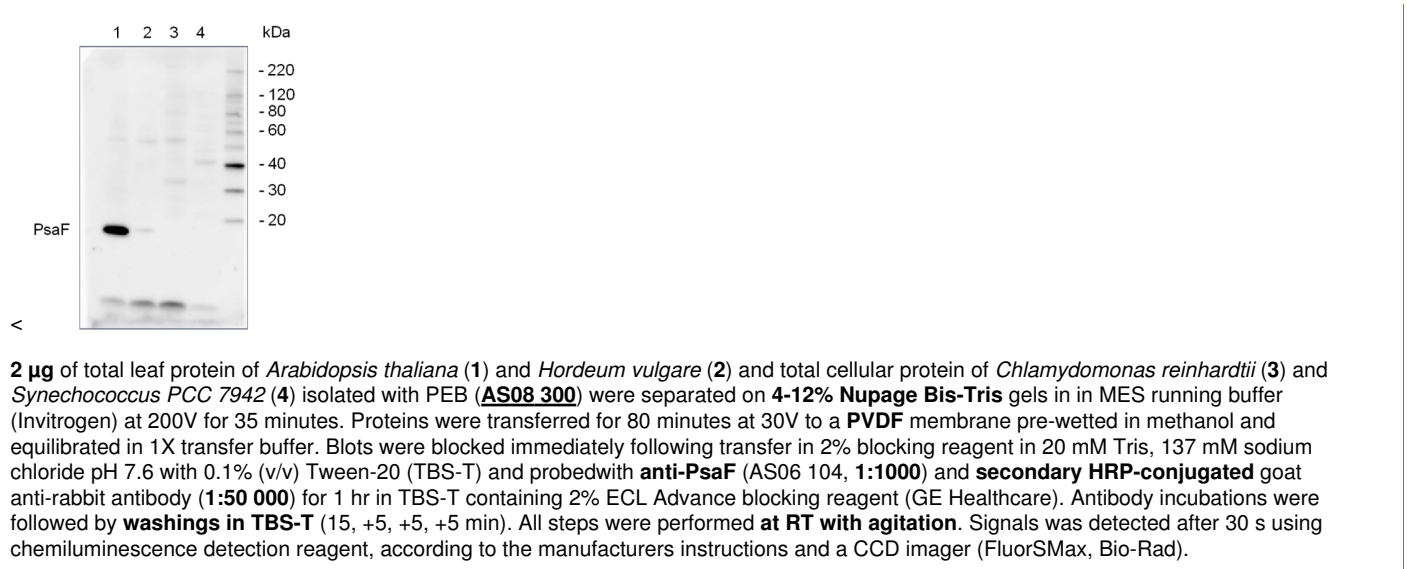 1 2 3 4 kDa
- 220
- 120
- 80
- 60
- 40
- 30
- 20
PsaF
<
2 µg of total leaf protein of Arabidopsis thaliana (1) and Hordeum vulgare (2) and total cellular protein of Chlamydomonas reinhardtii (3) and
Synechococcus PCC 7942 (4) isolated with PEB (AS08 300) were separated on 4-12% Nupage Bis-Tris gels in in MES running buffer
(Invitrogen) at 200V for 35 minutes. Proteins were transferred for 80 minutes at 30V to a PVDF membrane pre-wetted in methanol and
equilibrated in 1X transfer buffer. Blots were blocked immediately following transfer in 2% blocking reagent in 20 mM Tris, 137 mM sodium
chloride pH 7.6 with 0.1% (v/v) Tween-20 (TBS-T) and probedwith anti-PsaF (AS06 104, 1:1000) and secondary HRP-conjugated goat
anti-rabbit antibody (1:50 000) for 1 hr in TBS-T containing 2% ECL Advance blocking reagent (GE Healthcare). Antibody incubations were
followed by washings in TBS-T (15, +5, +5, +5 min). All steps were performed at RT with agitation. Signals was detected after 30 s using
chemiluminescence detection reagent, according to the manufacturers instructions and a CCD imager (FluorSMax, Bio-Rad).